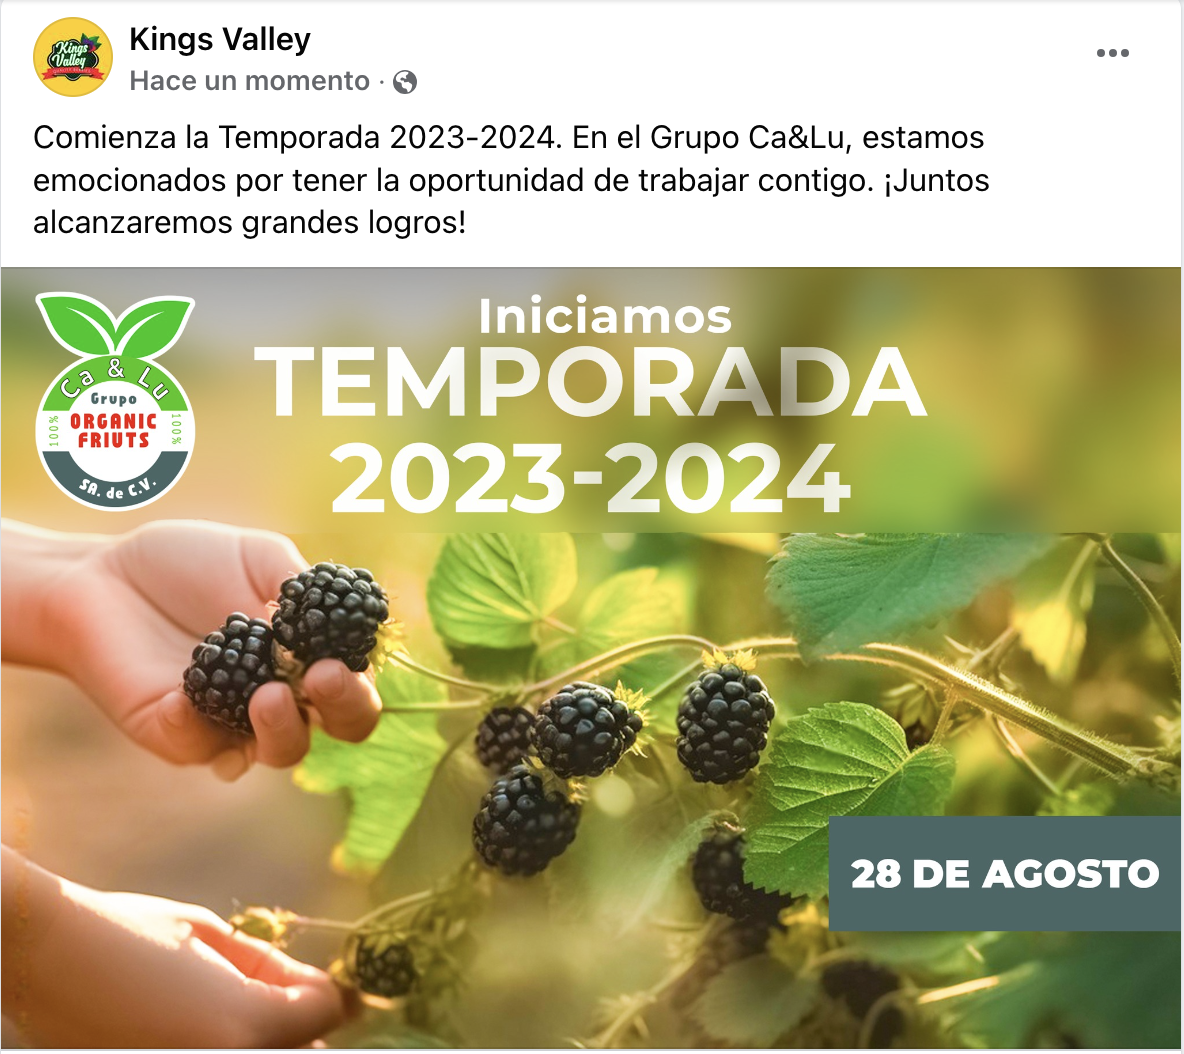 Kings Valley
Kings
Valley
Hace un momento ·
Comienza la Temporada 2023-2024. En el Grupo Ca&Lu, estamos
emocionados por tener la oportunidad de trabajar contigo. ¡Juntos
alcanzaremos grandes logros!
Iniciamos
TEMPORADA
2023-2024
Ca & Lu
Grupo
100%
ORGANIC
FRIUTS
100%
SA. de C.V.
28 DE AGOSTO